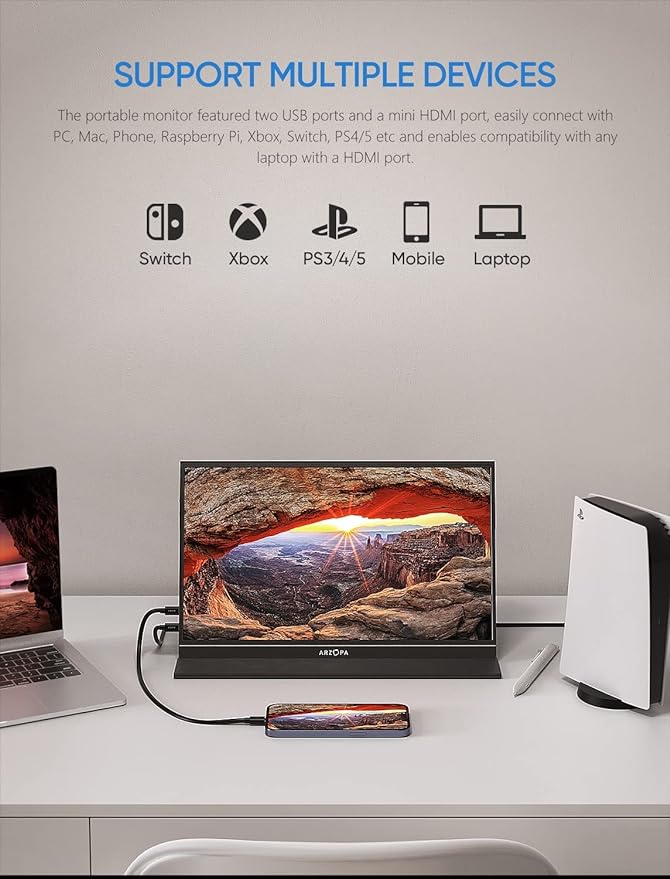 SUPPORT MULTIPLE DEVICES
The portable monitor featured two USB ports and a mini HDMI port, easily connect with
PC, Mac, Phone, Raspberry Pi, Xbox, Switch, PS4/5 etc and enables compatibility with any
laptop with a HDMI port.
Switch Xbox PS3/4/5 Mobile Laptop
ARZOPA